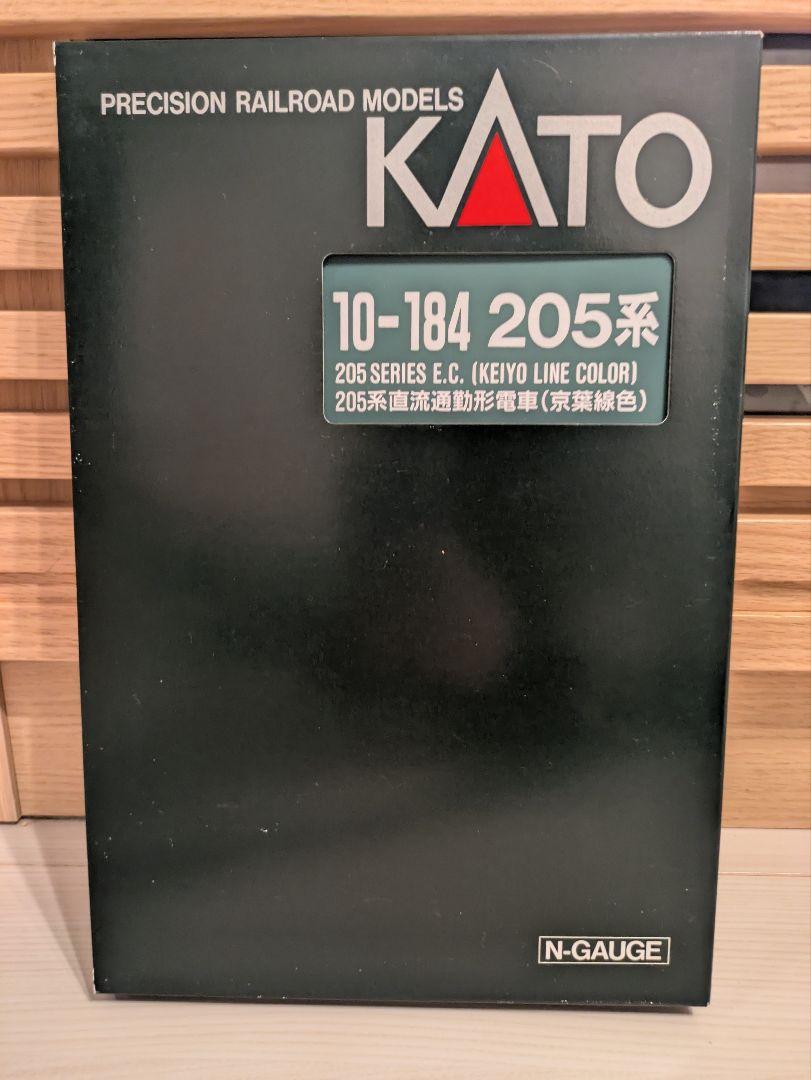 PRECISION RAILROAD MODELS
KATO
10-184 205系
205 SERIES E.C. (KEIYO LINE COLOR)
205系直流通勤形電車(京葉線色)
N-GAUGE